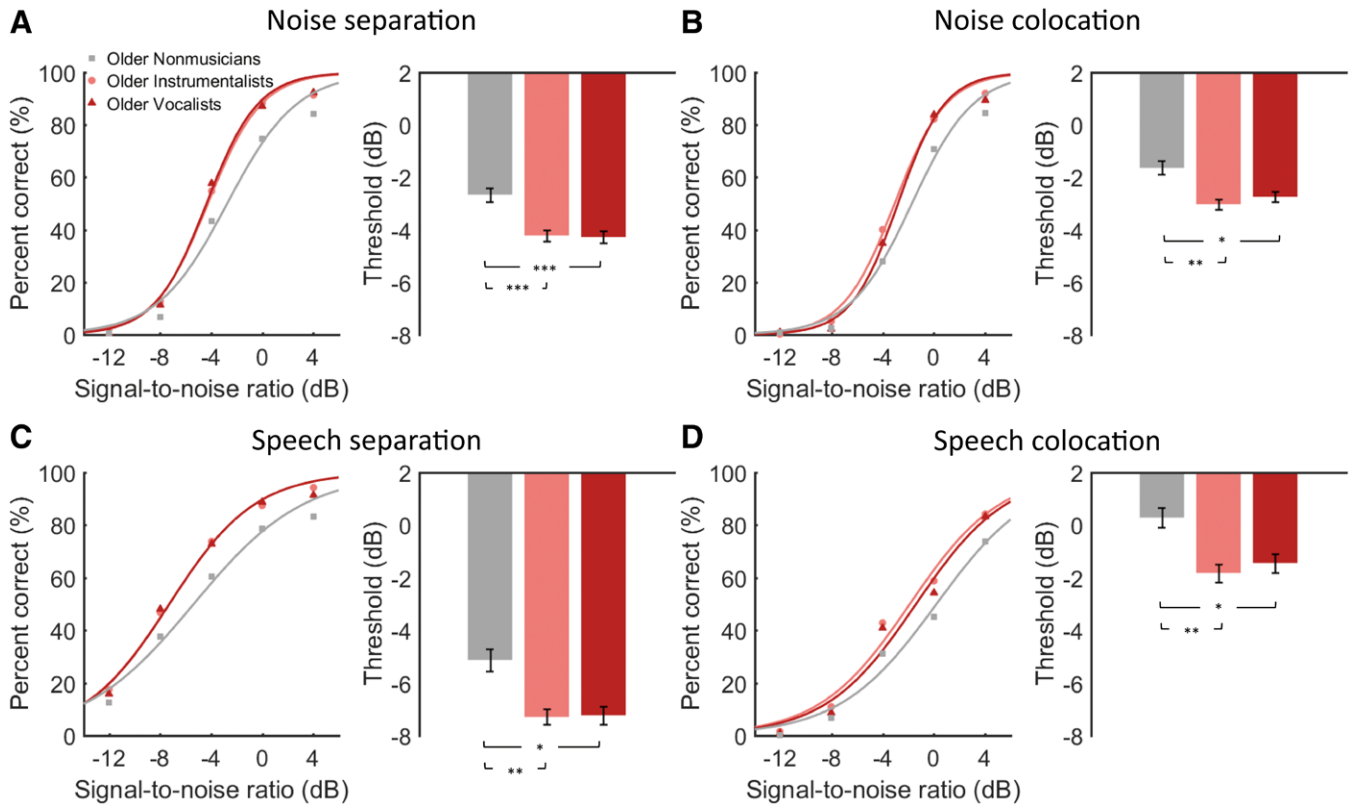 A
Noise separation
Older Nonmusicians
Older Instrumentalists
Older Vocalists
100
80
60
40
20
0
Percent correct (%)
-12 -8 -4 0 4
Signal-to-noise ratio (dB)
2
0
-2
-4
-6
-8
Threshold (dB)
***
***
B
Noise colocation
100
80
60
40
20
0
Percent correct (%)
-12 -8 -4 0 4
Signal-to-noise ratio (dB)
2
0
-2
-4
-6
-8
Threshold (dB)
*
**
C
Speech separation
100
80
60
40
20
0
Percent correct (%)
-12 -8 -4 0 4
Signal-to-noise ratio (dB)
2
0
-2
-4
-6
-8
Threshold (dB)
*
**
D
Speech colocation
100
80
60
40
20
0
Percent correct (%)
-12 -8 -4 0 4
Signal-to-noise ratio (dB)
2
0
-2
-4
-6
-8
Threshold (dB)
*
**